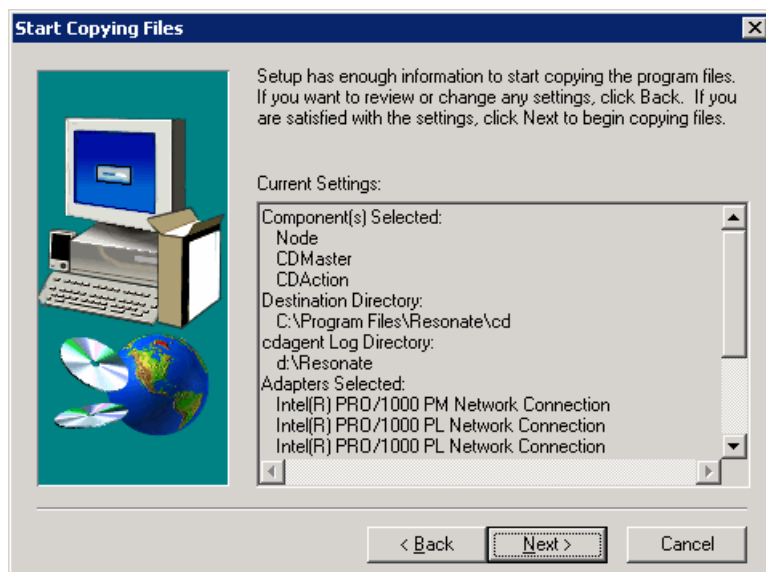 Start Copying Files
Setup has enough information to start copying the program files.
If you want to review or change any settings, click Back. If you
are satisfied with the settings, click Next to begin copying files.
Current Settings:
Component(s) Selected:
Node
CDMaster
CDAction
Destination Directory:
C:\Program Files\Resonate\cd
cdagent Log Directory:
d:\Resonate
Adapters Selected:
Intel(R) PRO/1000 PM Network Connection
Intel(R) PRO/1000 PL Network Connection
Intel(R) PRO/1000 PL Network Connection
< Back
Next >
Cancel